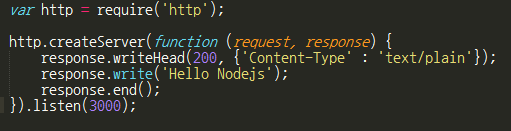 var http = require('http');
http.createServer(function (request, response) {
response.writeHead(200, {'Content-Type' : 'text/plain'});
response.write('Hello Nodejs');
response.end();
}).listen(3000);